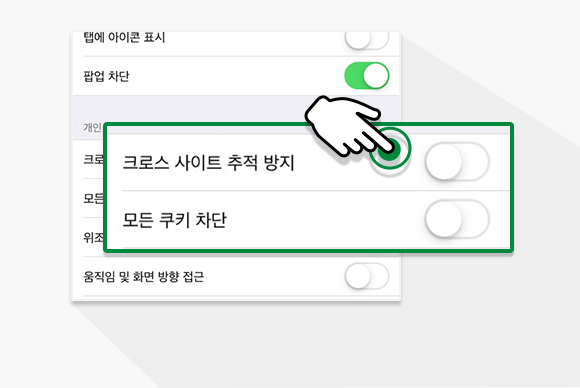 탭에 아이콘 표시
팝업 차단
개인
크로스 사이트 추적 방지
모든 쿠키 차단
크로
모든
위조
움직임 및 화면 방향 접근